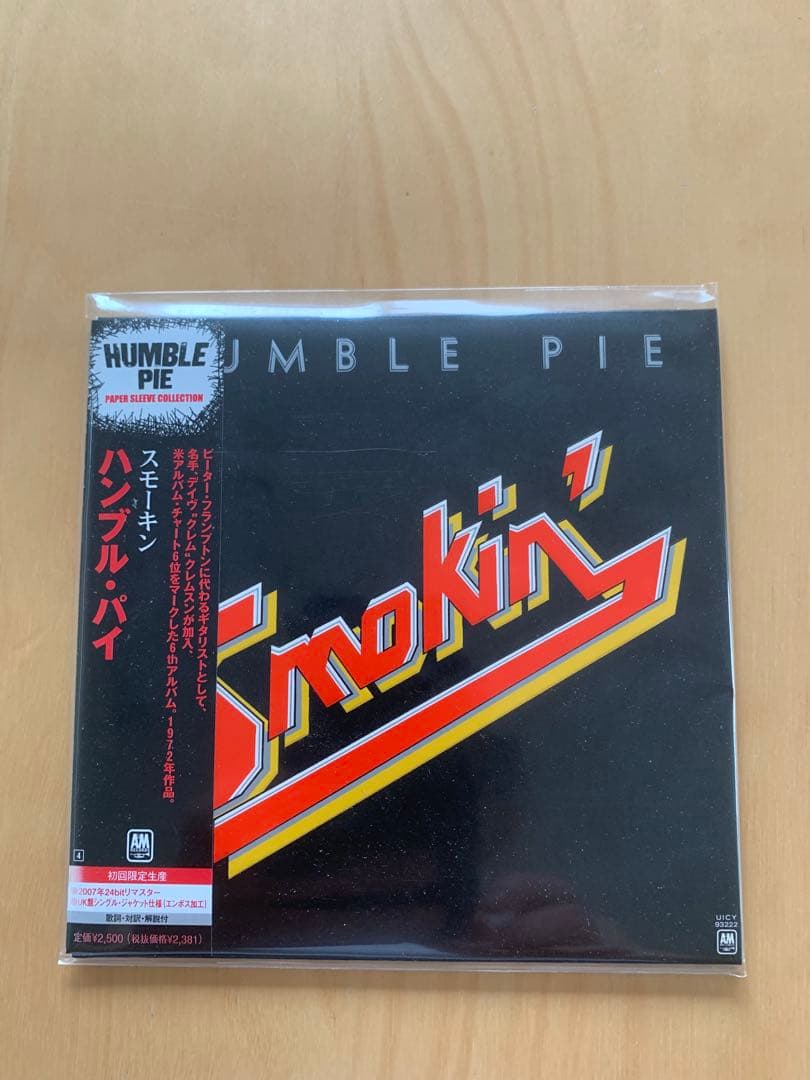 HUMBLE
PIE
PAPER SLEEVE COLLECTION
スモーキン
ハンブル・パイ
ピーター・フランプトンに代わるギタリストとして、
名手、デイヴ“クレム”クレムスンが加入、
米アルバム・チャート6位をマークした6thアルバム。1972年作品。
AM
RECORDS
4
初回限定生産
●2007年24bitリマスター
●UK盤シングル・ジャケット仕様(エンボス加工)
歌詞・対訳・解説付
定価¥2,500(税抜価格¥2,381)
UMBLE PIE
Smokin'
UICY
93222
AM